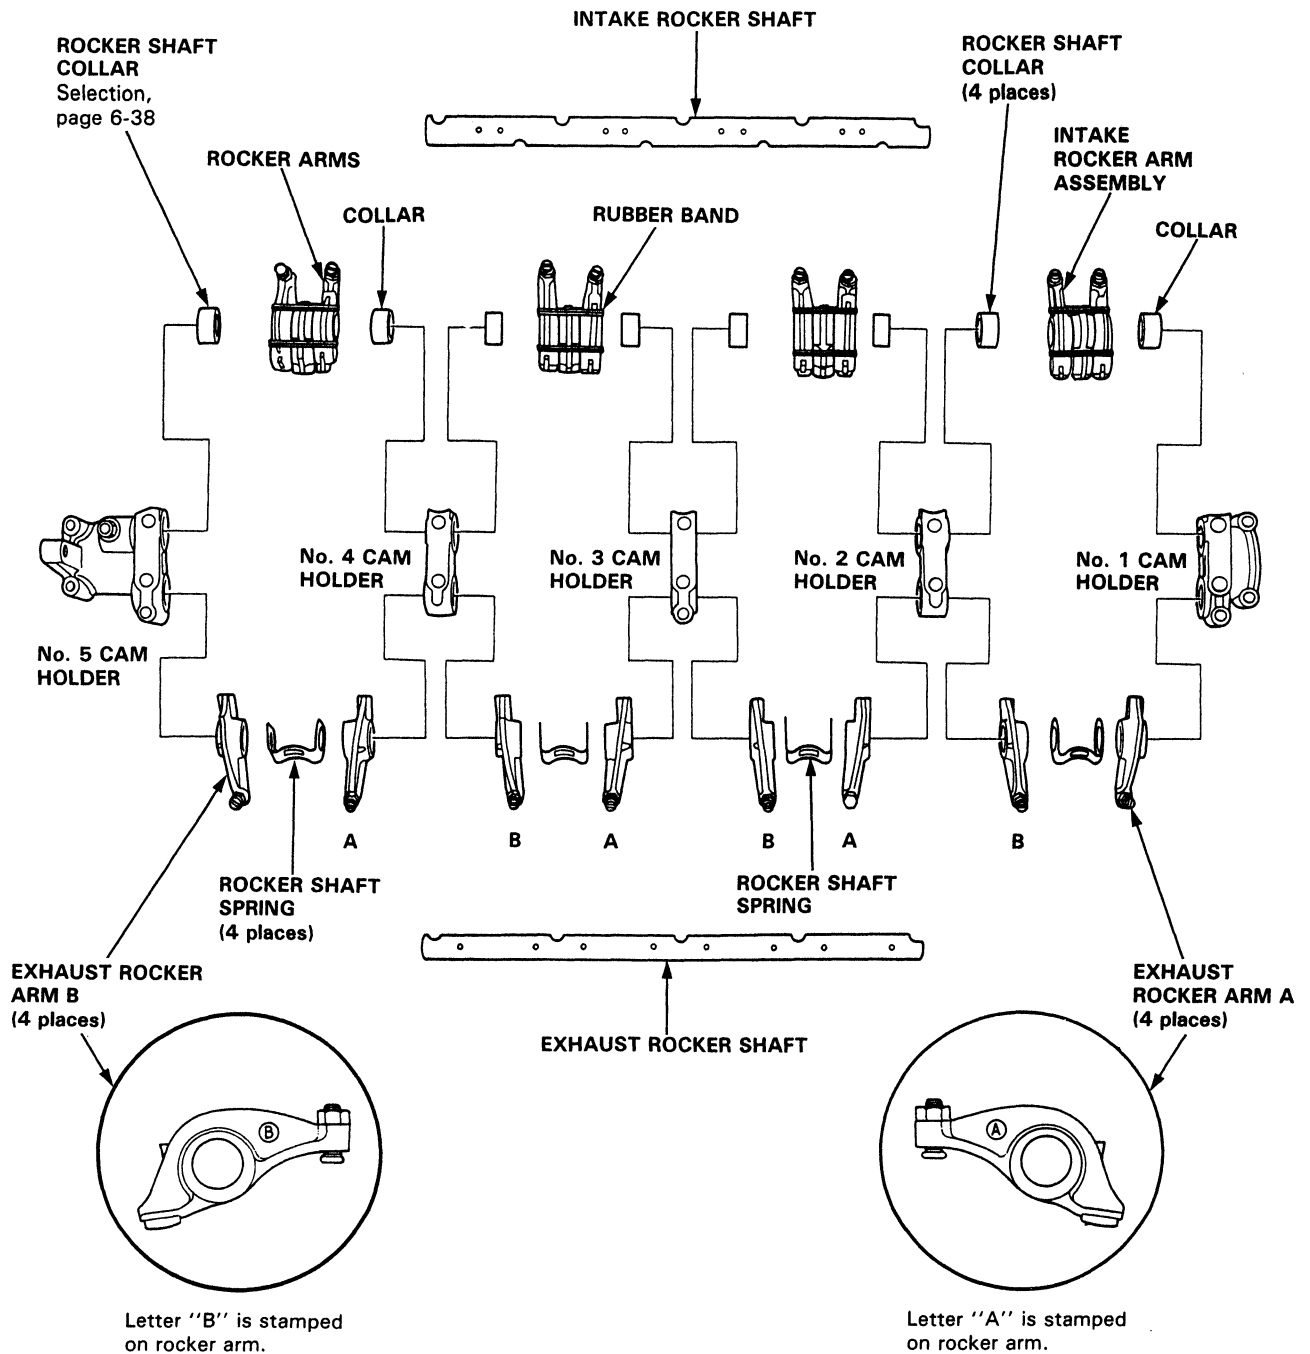 INTAKE ROCKER SHAFT
ROCKER SHAFT
COLLAR
Selection,
page 6-38
ROCKER SHAFT
COLLAR
(4 places)
INTAKE
ROCKER ARM
ASSEMBLY
ROCKER ARMS
COLLAR
RUBBER BAND
COLLAR
No. 5 CAM
HOLDER
No. 4 CAM
HOLDER
No. 3 CAM
HOLDER
No. 2 CAM
HOLDER
No. 1 CAM
HOLDER
A
B
A
B
A
B
ROCKER SHAFT
SPRING
(4 places)
ROCKER SHAFT
SPRING
EXHAUST ROCKER
ARM B
(4 places)
EXHAUST
ROCKER ARM A
(4 places)
EXHAUST ROCKER SHAFT
B
A
Letter "B" is stamped
on rocker arm.
Letter "A" is stamped
on rocker arm.